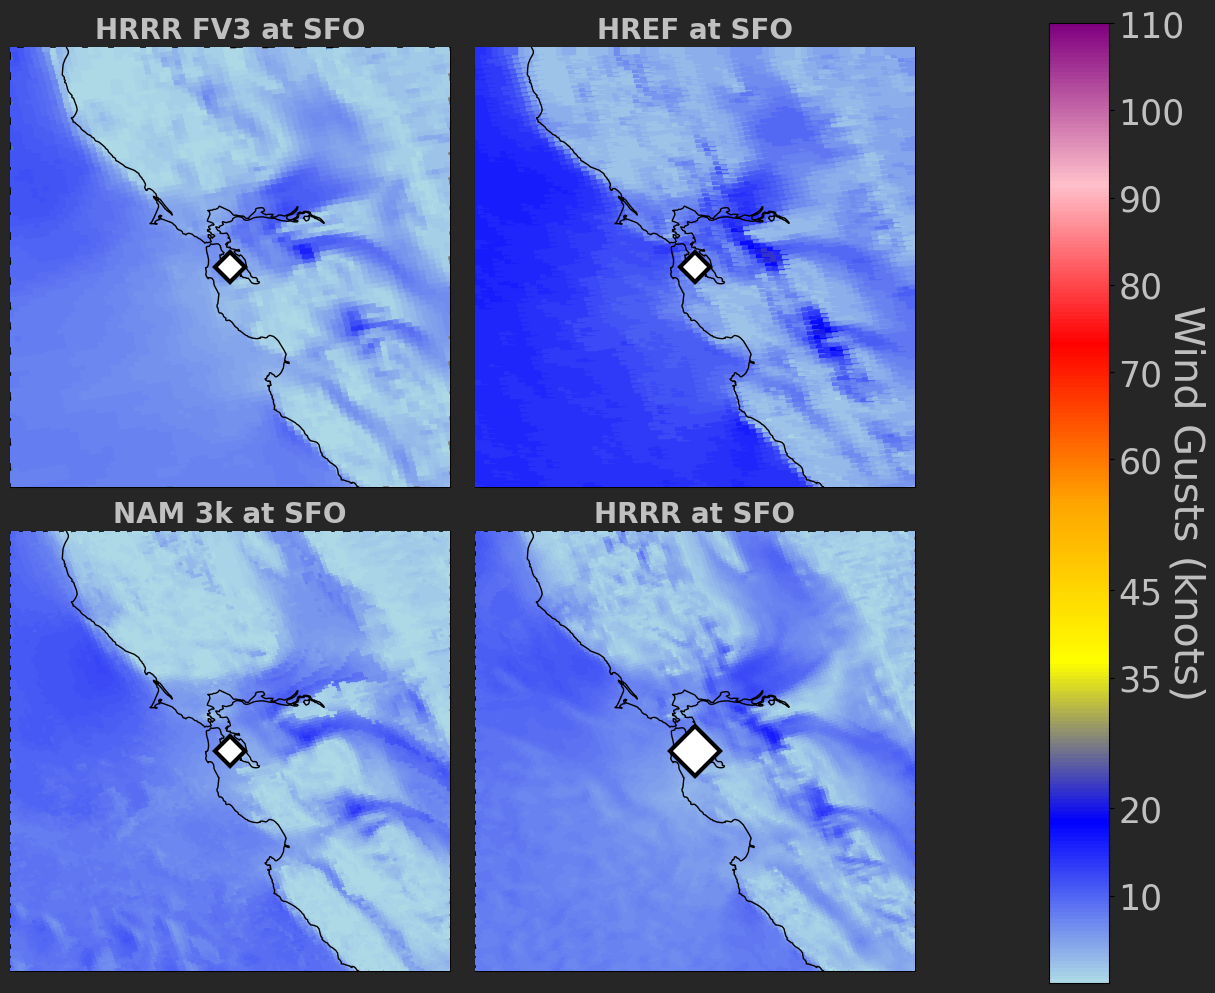 HRRR FV3 at SFO
HREF at SFO
NAM 3k at SFO
HRRR at SFO
110
100
90
80
70
60
45
35
20
10
Wind Gusts (knots)